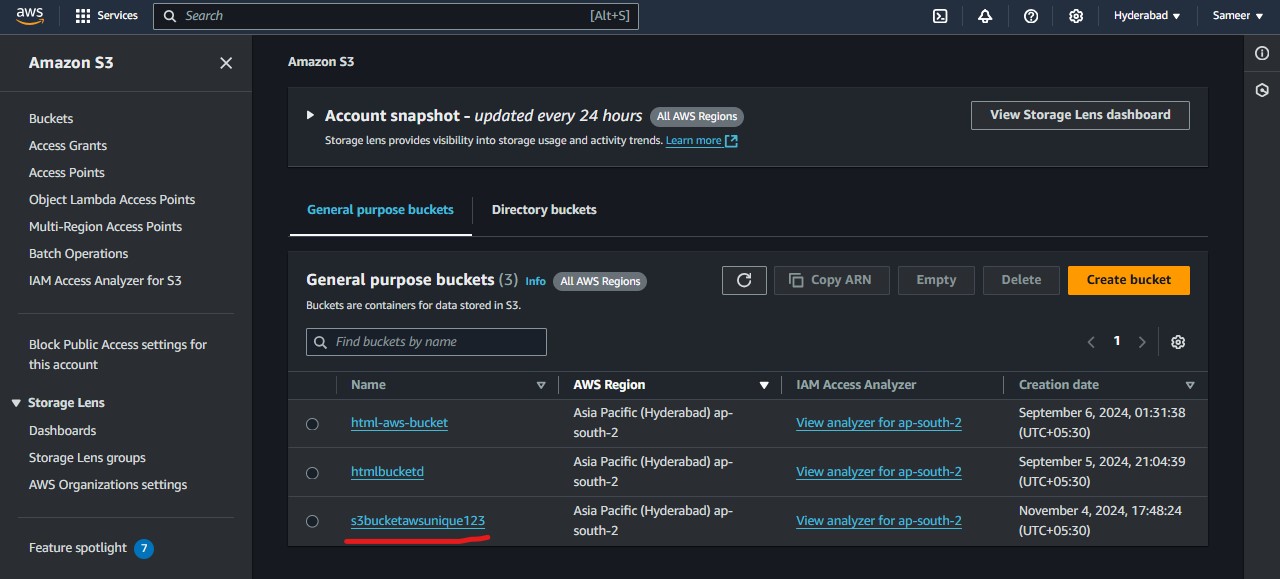 aws Services Search [Alt+S] Hyderabad Sameer
Amazon S3
Buckets
Access Grants
Access Points
Object Lambda Access Points
Multi-Region Access Points
Batch Operations
IAM Access Analyzer for S3
Block Public Access settings for
this account
Storage Lens
Dashboards
Storage Lens groups
AWS Organizations settings
Feature spotlight 7
Amazon S3
Account snapshot - updated every 24 hours All AWS Regions
Storage lens provides visibility into storage usage and activity trends. Learn more
View Storage Lens dashboard
General purpose buckets Directory buckets
General purpose buckets (3) Info All AWS Regions
Buckets are containers for data stored in S3.
Copy ARN Empty Delete Create bucket
Find buckets by name
1
Name AWS Region IAM Access Analyzer Creation date
html-aws-bucket Asia Pacific (Hyderabad) ap- View analyzer for ap-south-2 September 6, 2024, 01:31:38
south-2 (UTC+05:30)
htmlbucketd Asia Pacific (Hyderabad) ap- View analyzer for ap-south-2 September 5, 2024, 21:04:39
south-2 (UTC+05:30)
s3bucketawsunique123 Asia Pacific (Hyderabad) ap- View analyzer for ap-south-2 November 4, 2024, 17:48:24
south-2 (UTC+05:30)